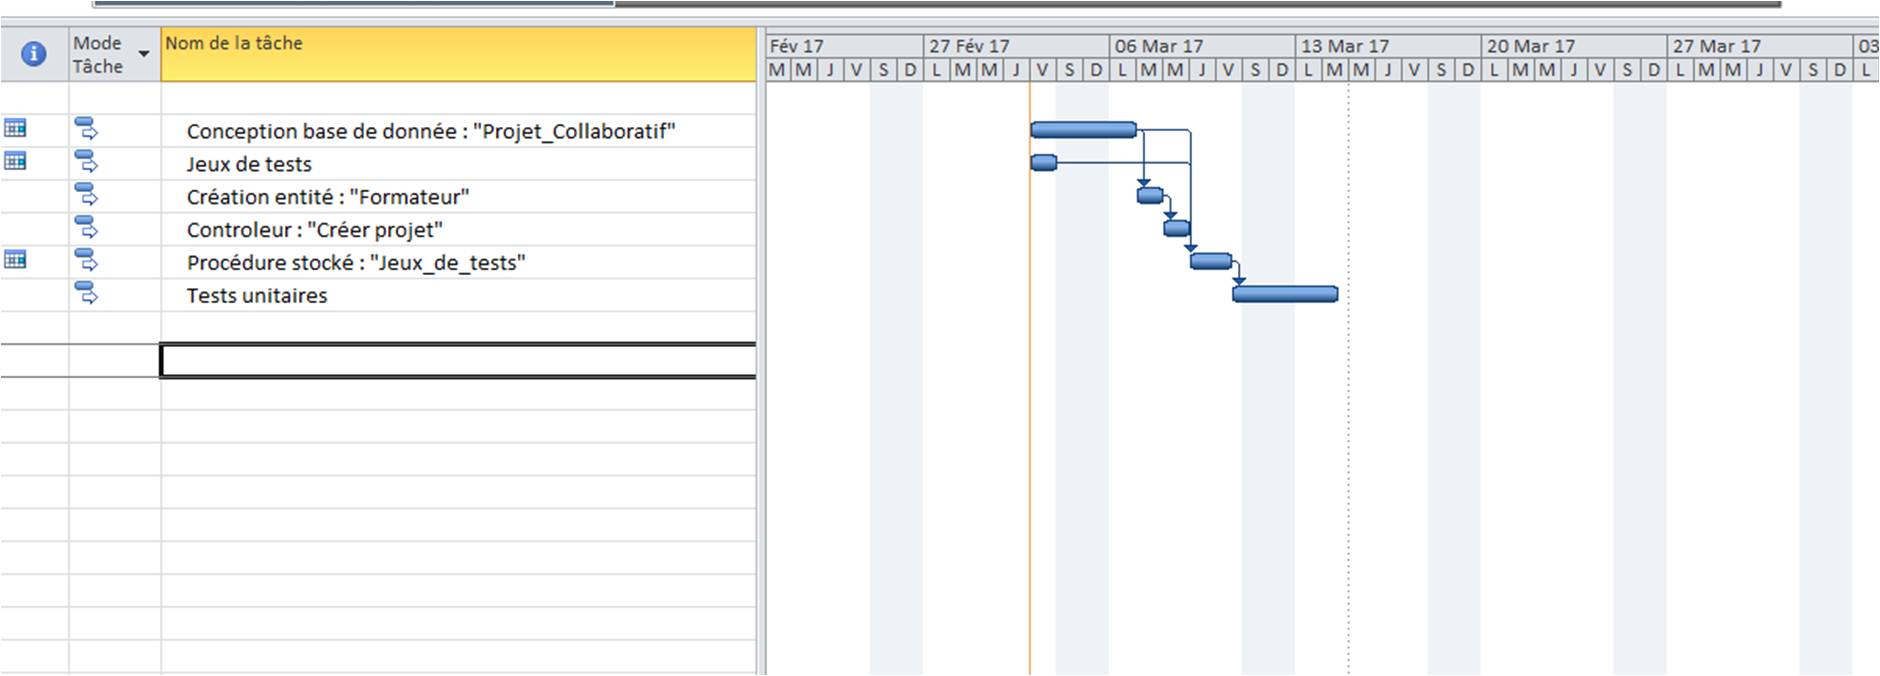 Mode
Tâche
Nom de la tâche
Fév 17 27 Fév 17 06 Mar 17 13 Mar 17 20 Mar 17 27 Mar 17 03
M M J V S D L M M J V S D L M M J V S D L M M J V S D L M M J V S D L M M J V S D L
Conception base de donnée : "Projet_Collaboratif"
Jeux de tests
Création entité : "Formateur"
Controleur : "Créer projet"
Procédure stocké : "Jeux_de_tests"
Tests unitaires